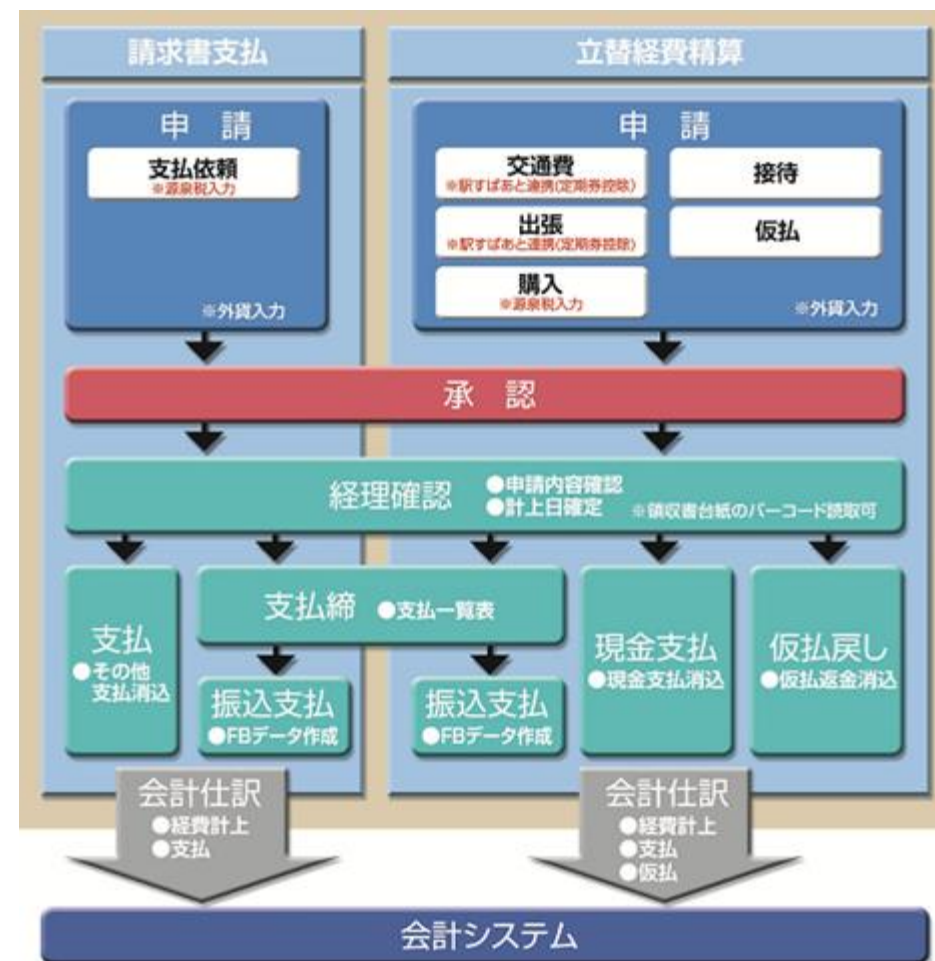 請求書支払
立替経費精算
申 請
支払依頼
※源泉税入力
※外貨入力
申 請
交通費
※駅すぱあと連携(定期券控除)
接待
出張
※駅すぱあと連携(定期券控除)
仮払
購入
※源泉税入力
※外貨入力
承 認
経理確認
●申請内容確認
●計上日確定
※領収書台紙のバーコード読取可
支払
●その他
支払消込
支払締 ●支払一覧表
振込支払
●FBデータ作成
振込支払
●FBデータ作成
現金支払
●現金支払消込
仮払戻し
●仮払返金消込
会計仕訳
●経費計上
●支払
会計仕訳
●経費計上
●支払
●仮払
会計システム